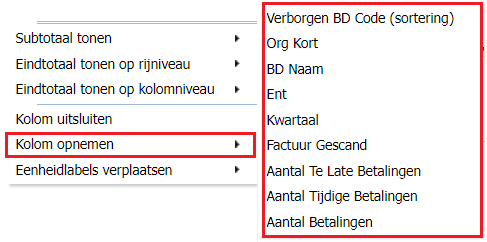 Subtotaal tonen
Eindtotaal tonen op rijniveau
Eindtotaal tonen op kolomniveau
Kolom uitsluiten
Kolom opnemen
Eenheidlabels verplaatsen
Verborgen BD Code (sortering)
Org Kort
BD Naam
Ent
Kwartaal
Factuur Gescand
Aantal Te Late Betalingen
Aantal Tijdige Betalingen
Aantal Betalingen